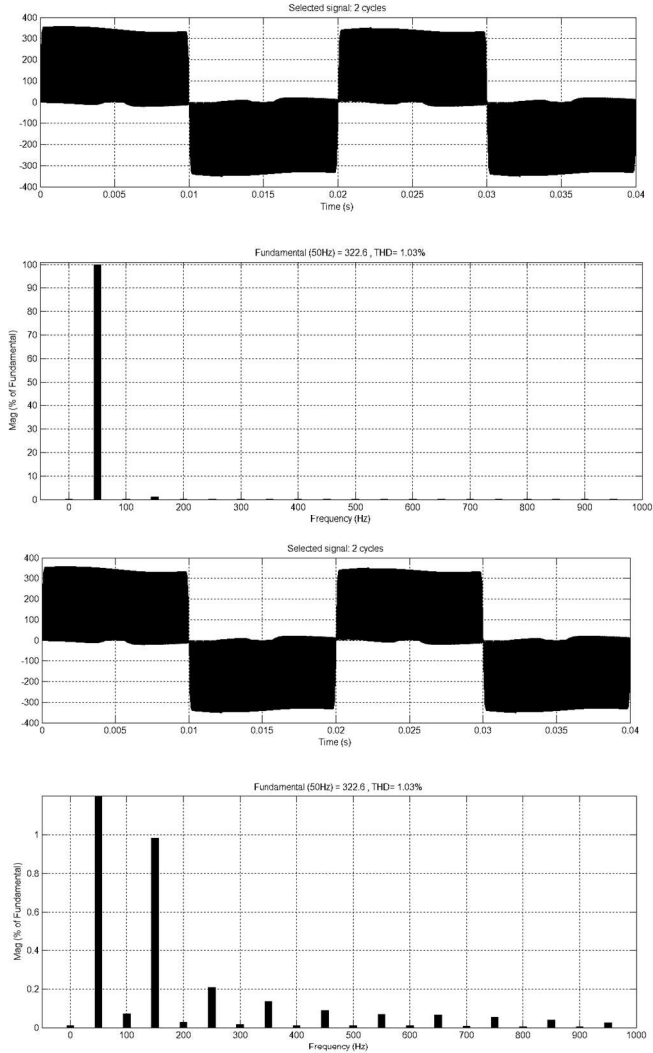 Selected signal: 2 cycles
400
300
200
100
0
-100
-200
-300
-400
0 0.005 0.01 0.015 0.02 0.025 0.03 0.035 0.04
Time (s)
Fundamental (50Hz) = 322.6 , THD= 1.03%
100
90
80
70
60
50
40
30
20
10
0
Mag (% of Fundamental)
0 100 200 300 400 500 600 700 800 900 1000
Frequency (Hz)
Selected signal: 2 cycles
400
300
200
100
0
-100
-200
-300
-400
0 0.005 0.01 0.015 0.02 0.025 0.03 0.035 0.04
Time (s)
Fundamental (50Hz) = 322.6 , THD= 1.03%
1
0.8
0.6
0.4
0.2
0
Mag (% of Fundamental)
0 100 200 300 400 500 600 700 800 900 1000
Frequency (Hz)